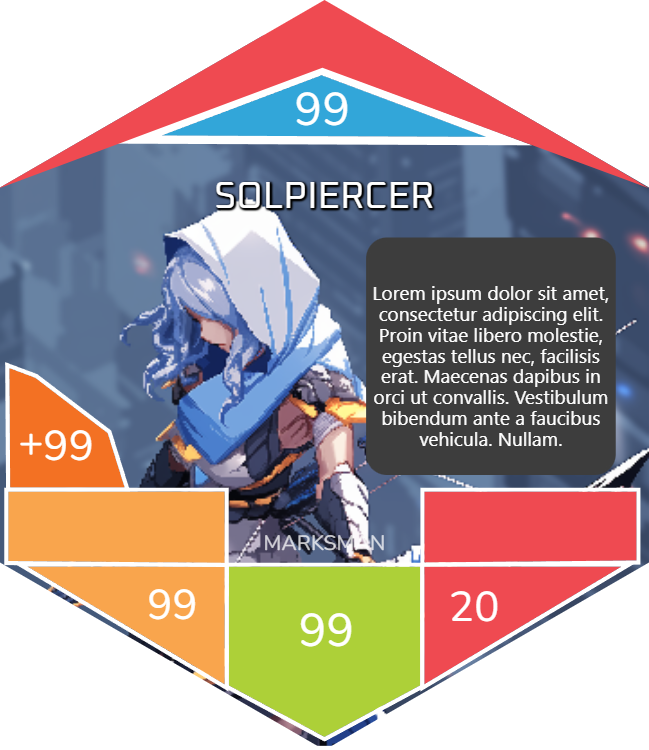 99
SOLPIERCER
Lorem ipsum dolor sit amet,
consectetur adipiscing elit.
Proin vitae libero molestie,
egestas tellus nec, facilisis
erat. Maecenas dapibus in
orci ut convallis. Vestibulum
bibendum ante a faucibus
vehicula. Nullam.
+99
MARKSMAN
99
99
20